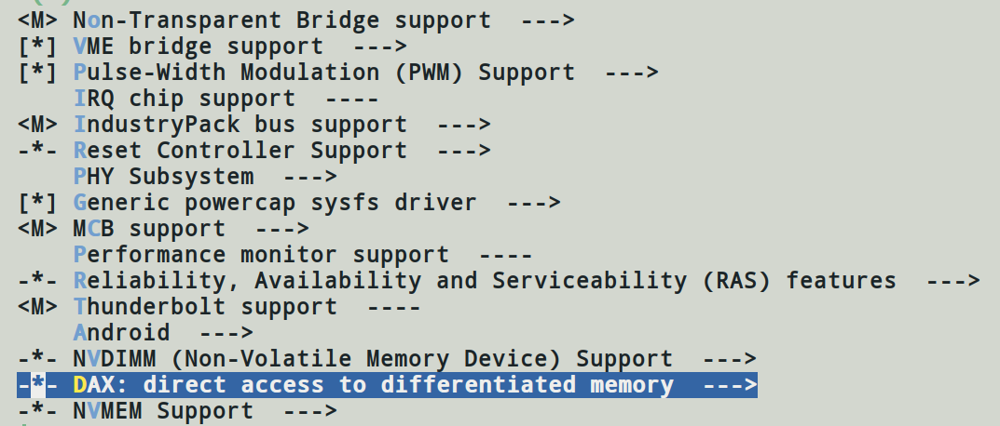 <M> Non-Transparent Bridge support  --->
[*] VME bridge support  --->
[*] Pulse-Width Modulation (PWM) Support  --->
    IRQ chip support  ----
<M> IndustryPack bus support  --->
-*- Reset Controller Support  --->
    PHY Subsystem  --->
[*] Generic powercap sysfs driver  --->
<M> MCB support  --->
    Performance monitor support  ----
-*- Reliability, Availability and Serviceability (RAS) features  --->
<M> Thunderbolt support  ----
    Android  --->
-*- NVDIMM (Non-Volatile Memory Device) Support  --->
-*- DAX: direct access to differentiated memory  --->
-*- NVMEM Support  --->